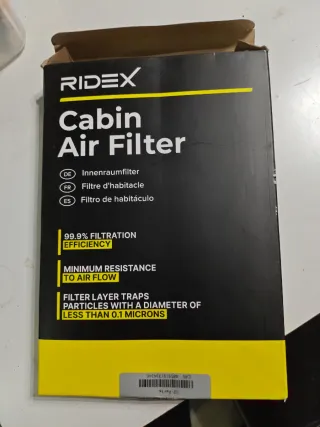 RIDEX
Cabin
Air Filter
DE Innenraumfilter
FR Filtre d'habitacle
ES Filtro de habitáculo
99.9% FILTRATION
EFFICIENCY
MINIMUM RESISTANCE
TO AIR FLOW
FILTER LAYER TRAPS
PARTICLES WITH A DIAMETER OF
LESS THAN 0.1 MICRONS